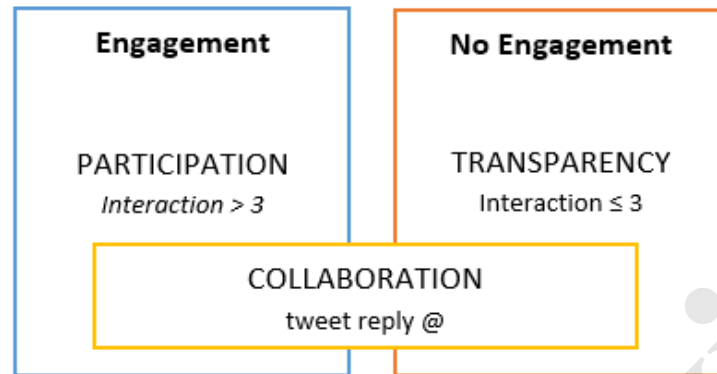 Engagement
PARTICIPATION
Interaction > 3
No Engagement
TRANSPARENCY
Interaction ≤ 3
COLLABORATION
tweet reply @